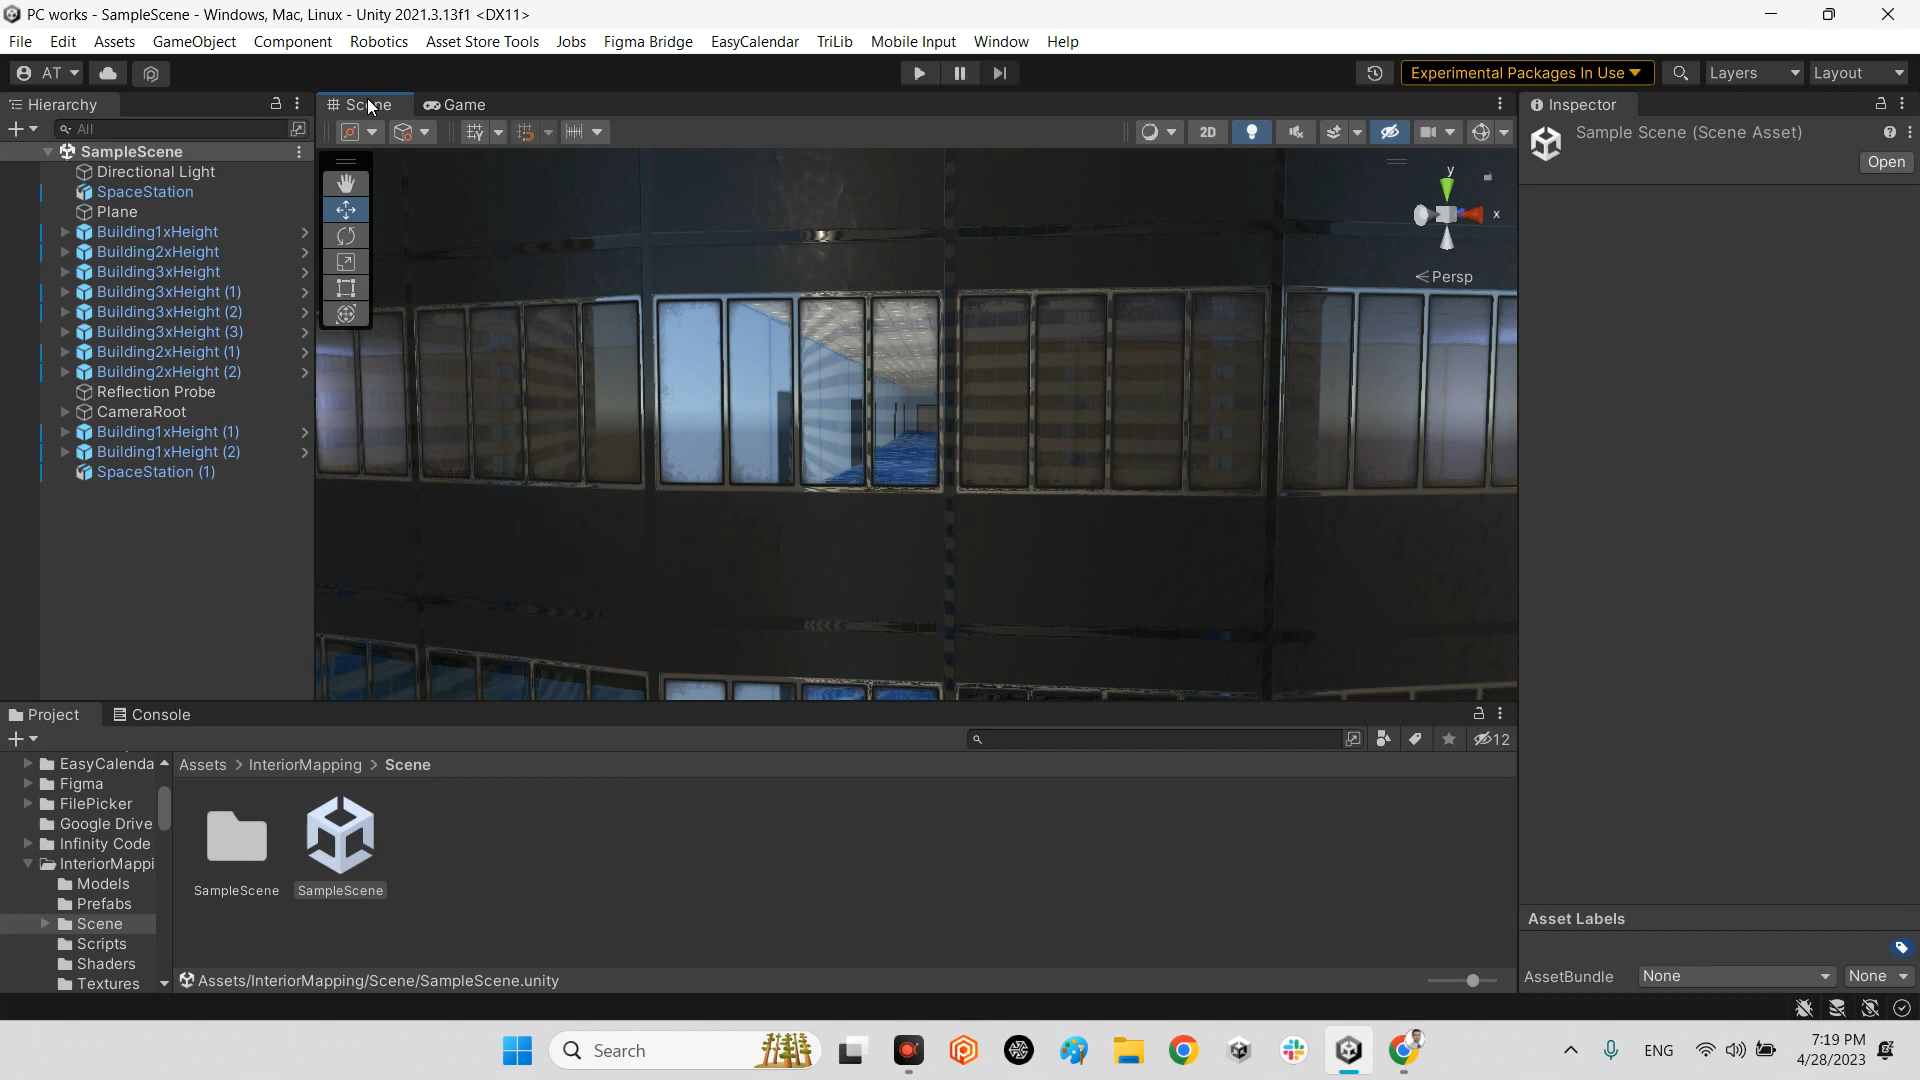 PC works - SampleScene - Windows, Mac, Linux - Unity 2021.3.13f1 <DX11>
File Edit Assets GameObject Component Robotics Asset Store Tools Jobs Figma Bridge EasyCalendar TriLib Mobile Input Window Help
AT Experimental Packages In Use Layers Layout
Hierarchy Scene Game Inspector
All 2D Sample Scene (Scene Asset)
Open
SampleScene
Directional Light
SpaceStation
Plane
Building1xHeight
Building2xHeight
Building3xHeight
Building3xHeight (1)
Building3xHeight (2)
Building3xHeight (3)
Building2xHeight (1)
Building2xHeight (2)
Reflection Probe
CameraRoot
Building1xHeight (1)
Building1xHeight (2)
SpaceStation (1)
y
x
Persp
Project Console
12
EasyCalenda
Figma
FilePicker
Google Drive
Infinity Code
InteriorMappi
Models
Prefabs
Scene
Scripts
Shaders
Textures
Assets > InteriorMapping > Scene
SampleScene SampleScene
Assets/InteriorMapping/Scene/SampleScene.unity
Asset Labels
AssetBundle None None
Search ENG 7:19 PM
4/28/2023